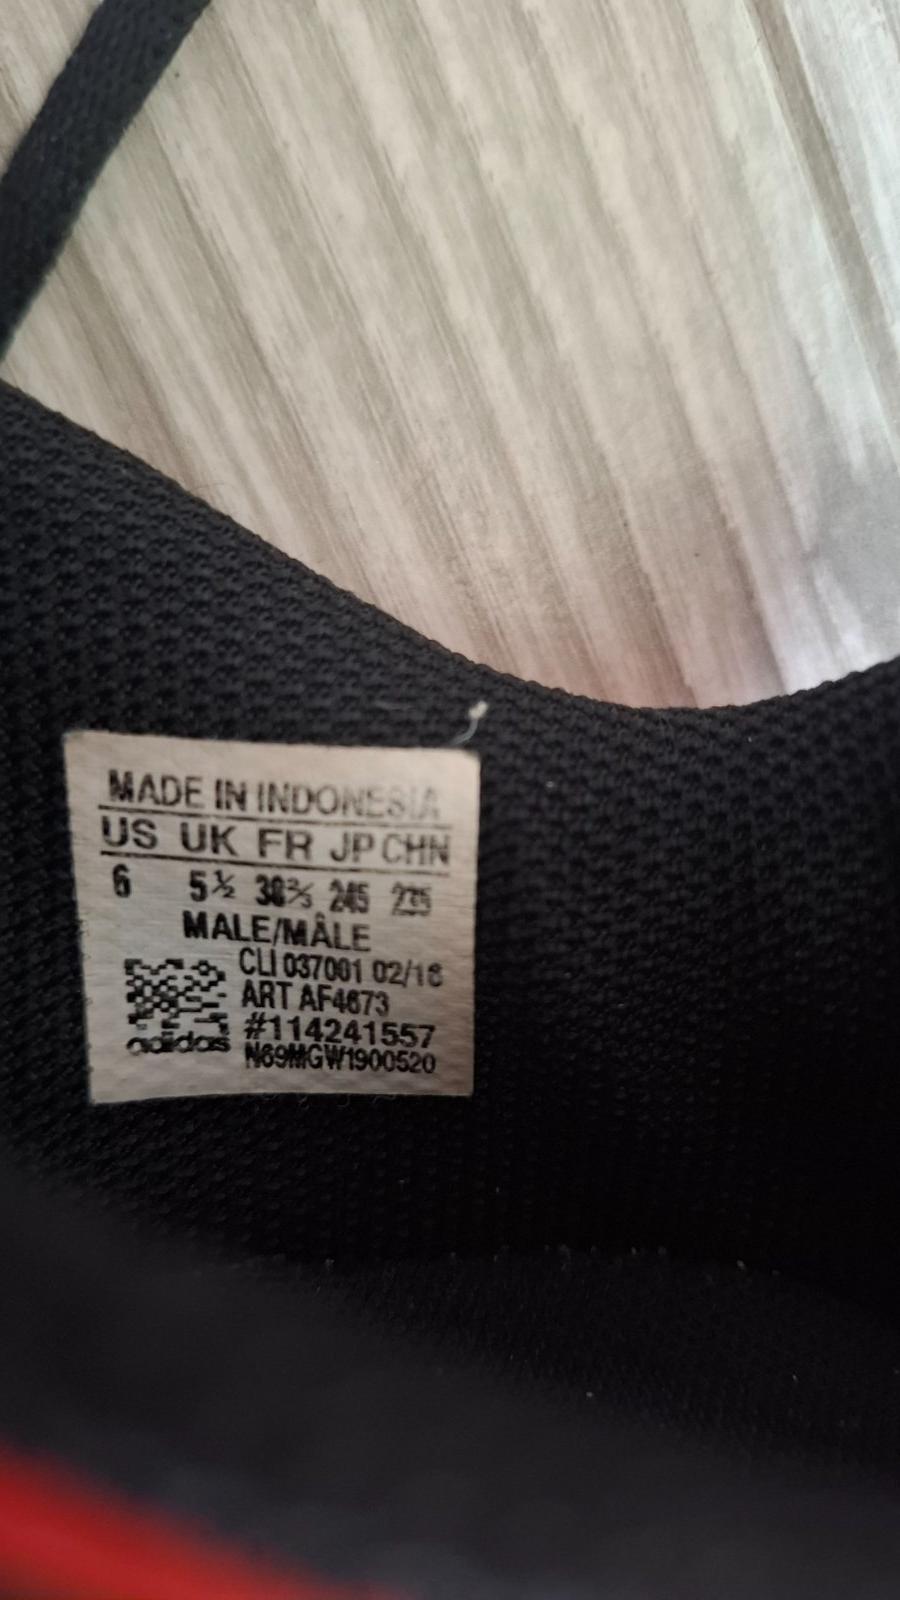 MADE IN INDONESIA
US UK FR JP CHN
6 5½ 38⅔ 245 235
MALE/MÂLE
CLI 037001 02/16
ART AF4673
#114241557
adidas
N69MGW1900520